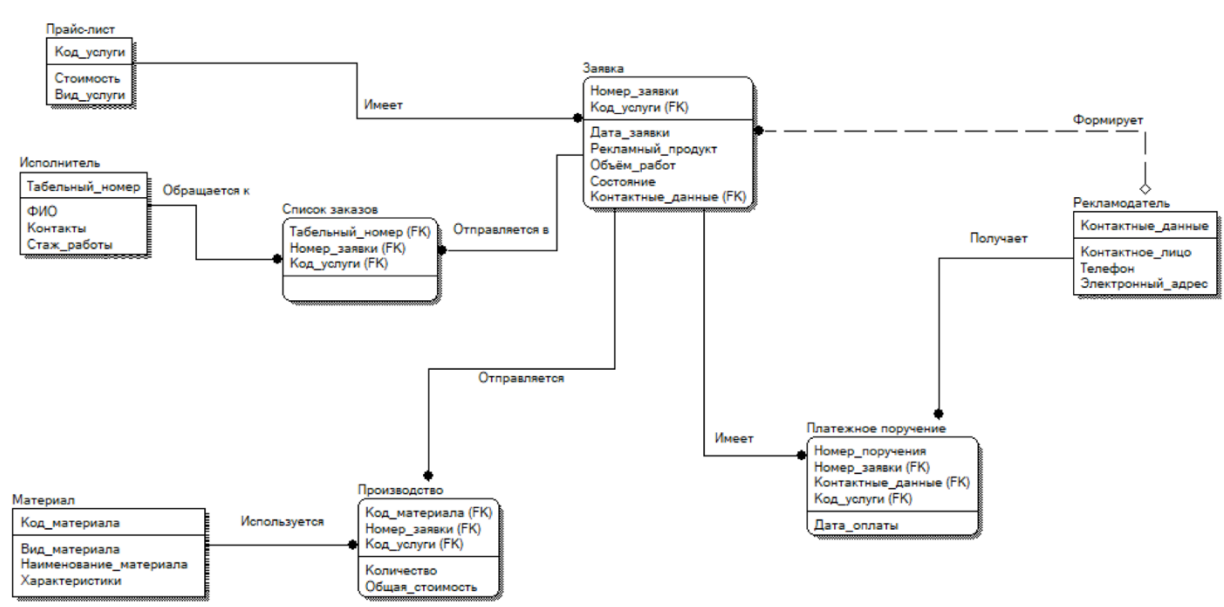 Прайс-лист
Код_услуги
Стоимость
Вид_услуги
Имеет
Заявка
Номер_заявки
Код_услуги (FK)
Дата_заявки
Рекламный_продукт
Объём_работ
Состояние
Контактные_данные (FK)
Формирует
Исполнитель
Табельный_номер
ФИО
Контакты
Стаж_работы
Обращается к
Список заказов
Табельный_номер (FK)
Номер_заявки (FK)
Код_услуги (FK)
Отправляется в
Рекламодатель
Контактные_данные
Контактное_лицо
Телефон
Электронный_адрес
Получает
Отправляется
Имеет
Платежное поручение
Номер_поручения
Номер_заявки (FK)
Контактные_данные (FK)
Код_услуги (FK)
Дата_оплаты
Материал
Код_материала
Вид_материала
Наименование_материала
Характеристики
Используется
Производство
Код_материала (FK)
Номер_заявки (FK)
Код_услуги (FK)
Количество
Общая_стоимость